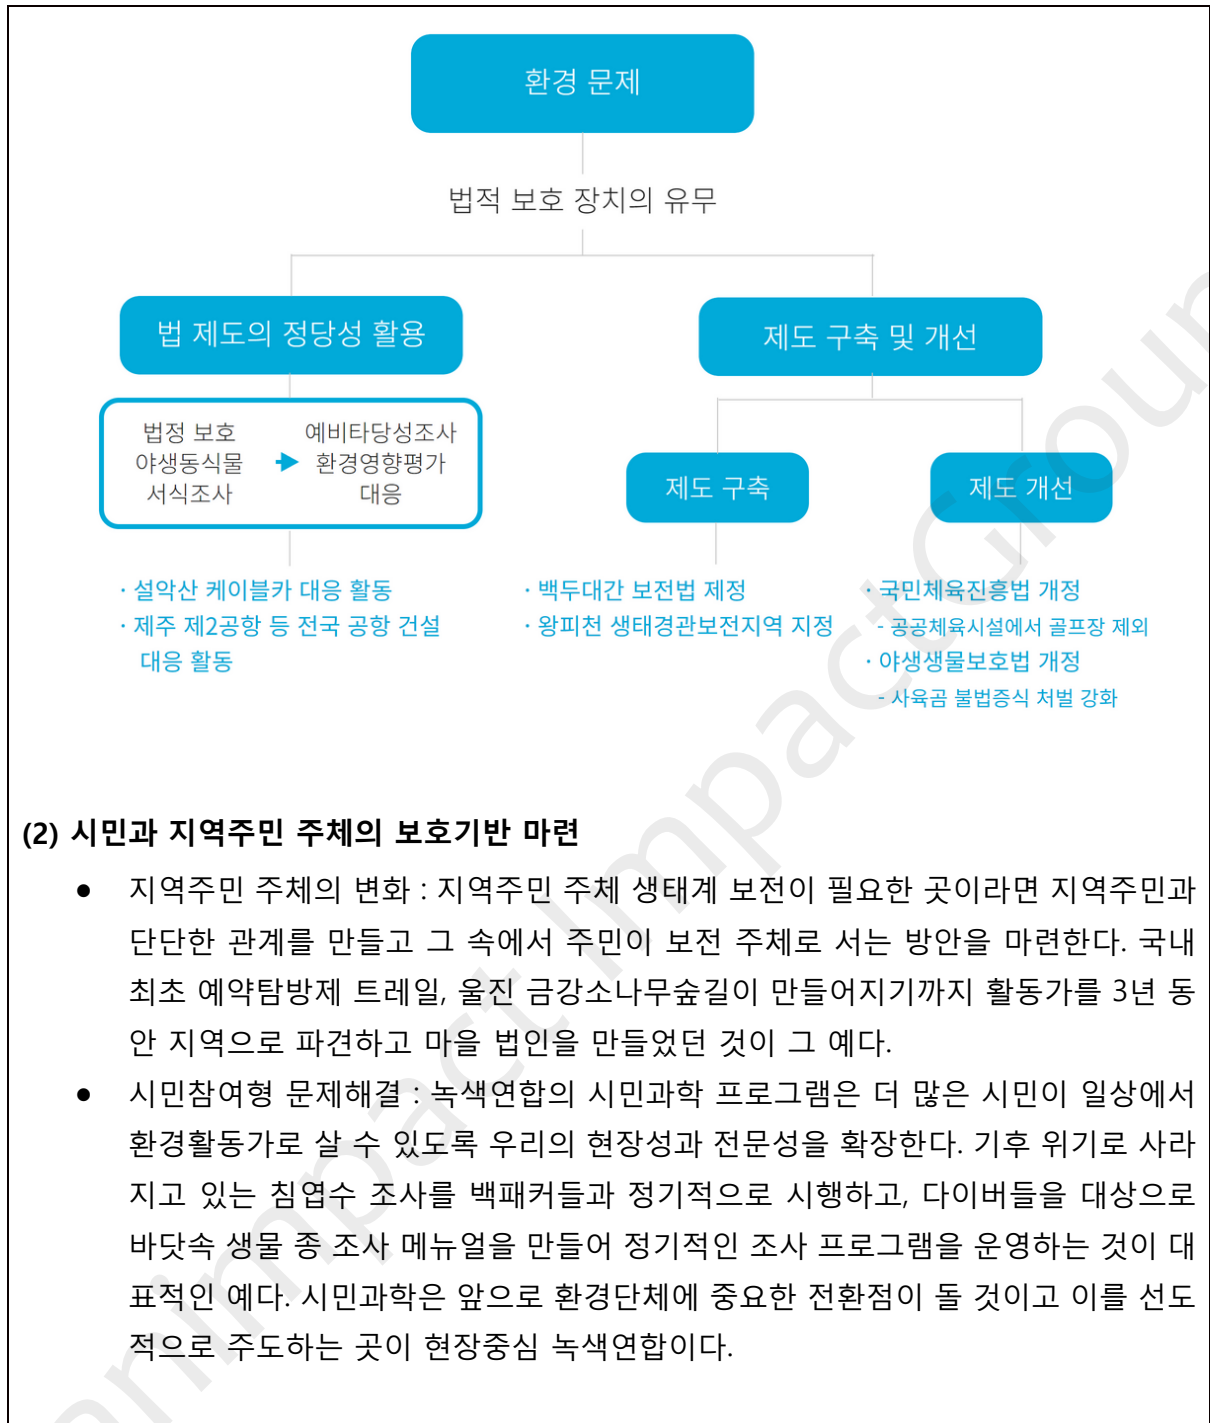 환경 문제
법적 보호 장치의 유무
법 제도의 정당성 활용
법정 보호
야생동식물
서식조사
예비타당성조사
환경영향평가
대응
· 설악산 케이블카 대응 활동
· 제주 제2공항 등 전국 공항 건설
대응 활동
제도 구축 및 개선
제도 구축
· 백두대간 보전법 제정
· 왕피천 생태경관보전지역 지정
제도 개선
· 국민체육진흥법 개정
- 공공체육시설에서 골프장 제외
· 야생생물보호법 개정
- 사육곰 불법증식 처벌 강화
(2) 시민과 지역주민 주체의 보호기반 마련
● 지역주민 주체의 변화 : 지역주민 주체 생태계 보전이 필요한 곳이라면 지역주민과
단단한 관계를 만들고 그 속에서 주민이 보전 주체로 서는 방안을 마련한다. 국내
최초 예약탐방제 트레일, 울진 금강소나무숲길이 만들어지기까지 활동가를 3년 동
안 지역으로 파견하고 마을 법인을 만들었던 것이 그 예다.
● 시민참여형 문제해결 : 녹색연합의 시민과학 프로그램은 더 많은 시민이 일상에서
환경활동가로 살 수 있도록 우리의 현장성과 전문성을 확장한다. 기후 위기로 사라
지고 있는 침엽수 조사를 백패커들과 정기적으로 시행하고, 다이버들을 대상으로
바닷속 생물 종 조사 메뉴얼을 만들어 정기적인 조사 프로그램을 운영하는 것이 대
표적인 예다. 시민과학은 앞으로 환경단체에 중요한 전환점이 돌 것이고 이를 선도
적으로 주도하는 곳이 현장중심 녹색연합이다.
animpact ImpactGroun